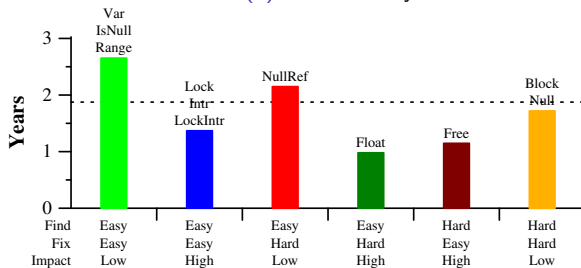 Var
IsNull
Range
Lock
Intr
LockIntr
NullRef
Float
Free
Block
Null
Years
3
2
1
0
Find Easy Easy Easy Easy Hard Hard
Fix Easy Easy Hard Hard Easy Hard
Impact Low High Low High High Low